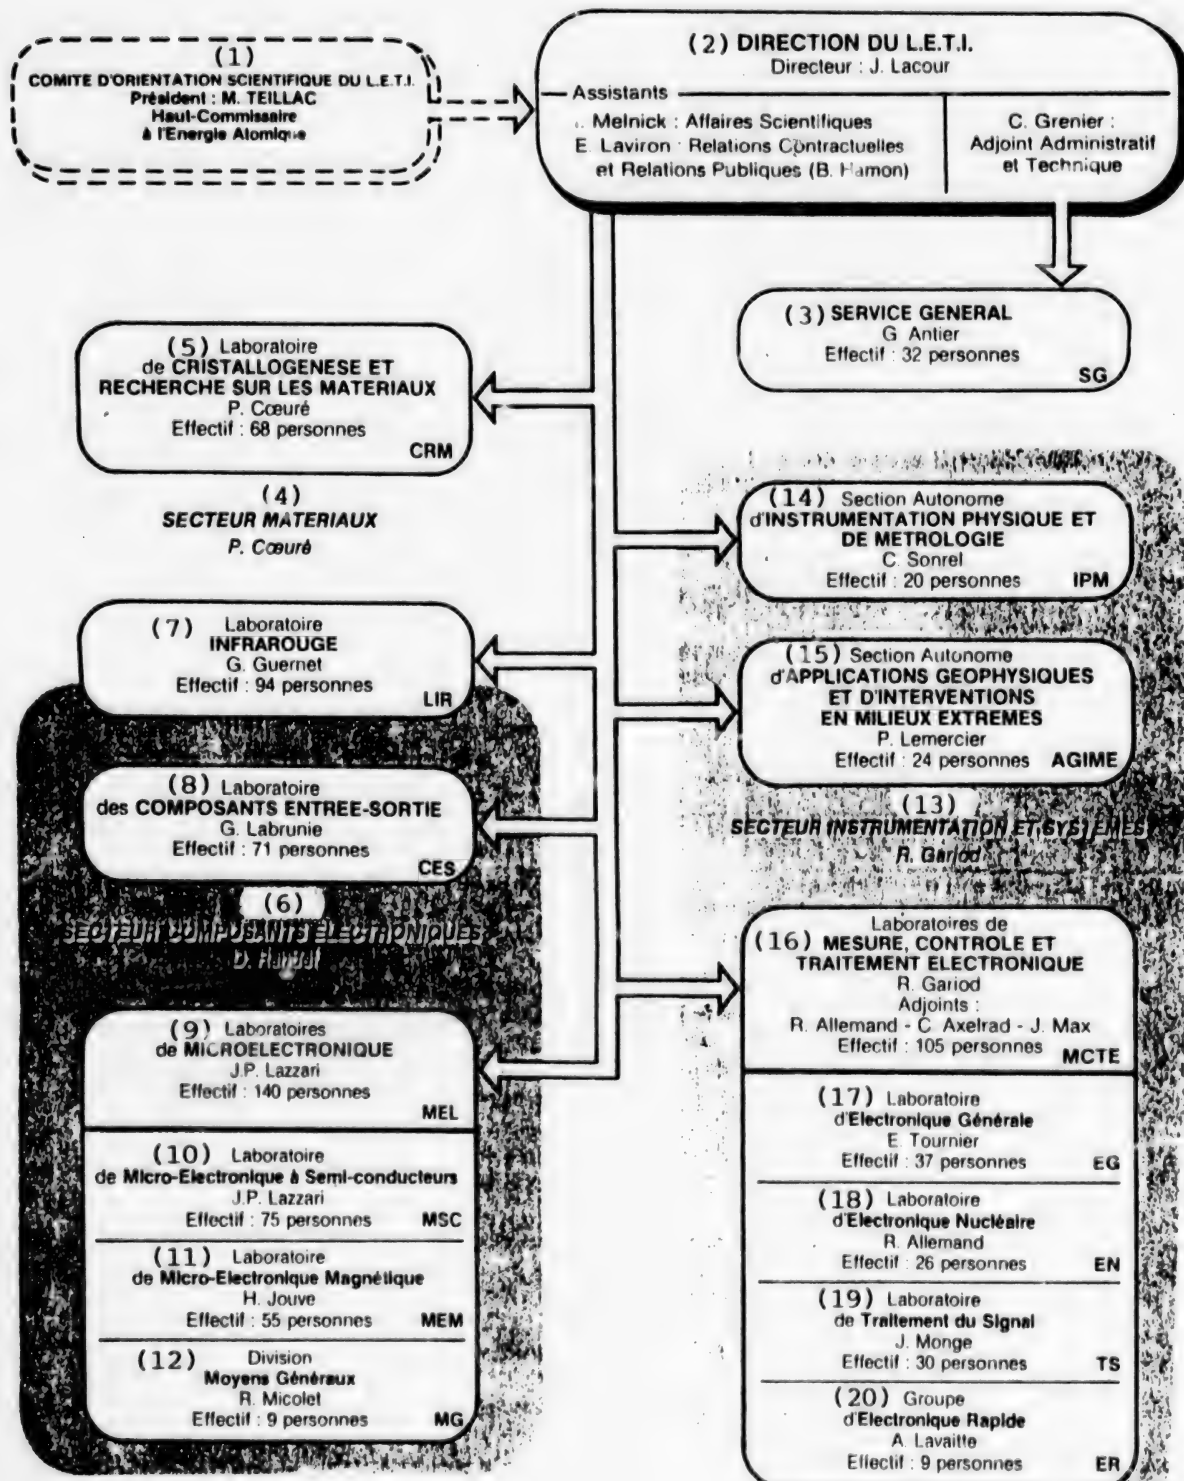 (1)
COMITE D'ORIENTATION SCIENTIFIQUE DU L.E.T.I.
Président : M. TEILLAC
Haut-Commissaire
à l'Energie Atomique
(2) DIRECTION DU L.E.T.I.
Directeur : J. Lacour
Assistants
Melnick : Affaires Scientifiques
E. Laviron : Relations Contractuelles
et Relations Publiques (B. Hamon)
C. Grenier :
Adjoint Administratif
et Technique
(3) SERVICE GENERAL
G. Antier
Effectif : 32 personnes
SG
(5) Laboratoire
de CRISTALLOGENESE ET
RECHERCHE SUR LES MATERIAUX
P. Cœuré
Effectif : 68 personnes
CRM
(4)
SECTEUR MATERIAUX
P. Cœuré
(7) Laboratoire
INFRAROUGE
G. Guernet
Effectif : 94 personnes
LIR
(8) Laboratoire
des COMPOSANTS ENTREE-SORTIE
G. Labrunie
Effectif : 71 personnes
CES
(6)
SECTEUR COMPOSANTS ELECTRONIQUES
D.
(9) Laboratoires
de MICROELECTRONIQUE
J.P. Lazzari
Effectif : 140 personnes
MEL
(10) Laboratoire
de Micro-Electronique à Semi-conducteurs
J.P. Lazzari
Effectif : 75 personnes MSC
(11) Laboratoire
de Micro-Electronique Magnétique
H. Jouve
Effectif : 55 personnes MEM
(12) Division
Moyens Généraux
R. Micolet
Effectif : 9 personnes MG
(14) Section Autonome
d'INSTRUMENTATION PHYSIQUE ET
DE METROLOGIE
C. Sonrel
Effectif : 20 personnes IPM
(15) Section Autonome
d'APPLICATIONS GEOPHYSIQUES
ET D'INTERVENTIONS
EN MILIEUX EXTREMES
P. Lemercier
Effectif : 24 personnes AGIME
(13)
SECTEUR INSTRUMENTATION ET SYSTEMES
R. Gariod
Laboratoires de
(16) MESURE, CONTROLE ET
TRAITEMENT ELECTRONIQUE
R. Gariod
Adjoints :
R. Allemand - C. Axelrad - J. Max
Effectif : 105 personnes
MCTE
(17) Laboratoire
d'Electronique Générale
E. Tournier
Effectif : 37 personnes EG
(18) Laboratoire
d'Electronique Nucléaire
R. Allemand
Effectif : 26 personnes EN
(19) Laboratoire
de Traitement du Signal
J. Monge
Effectif : 30 personnes TS
(20) Groupe
d'Electronique Rapide
A. Lavaitte
Effectif : 9 personnes ER